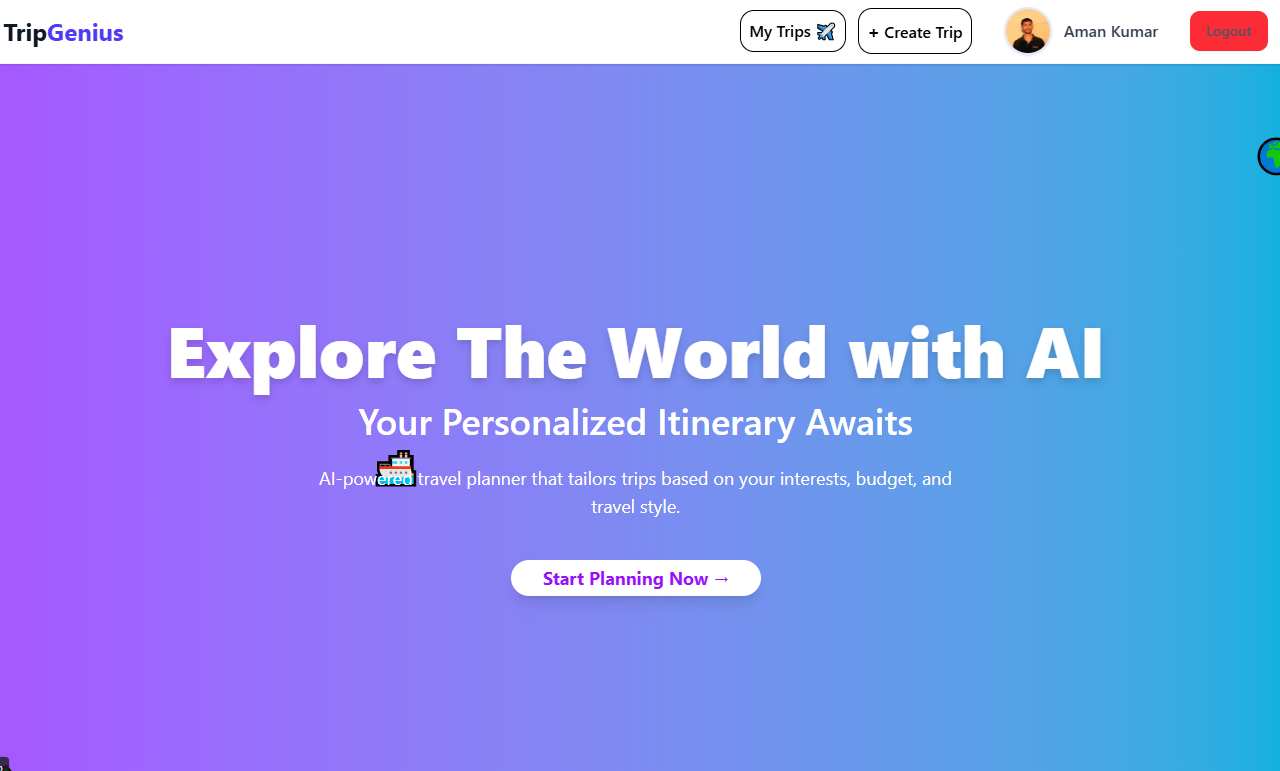 TripGenius
My Trips ✈️
+ Create Trip
Aman Kumar
Logout
Explore The World with AI
Your Personalized Itinerary Awaits
AI-powered travel planner that tailors trips based on your interests, budget, and
travel style.
Start Planning Now →